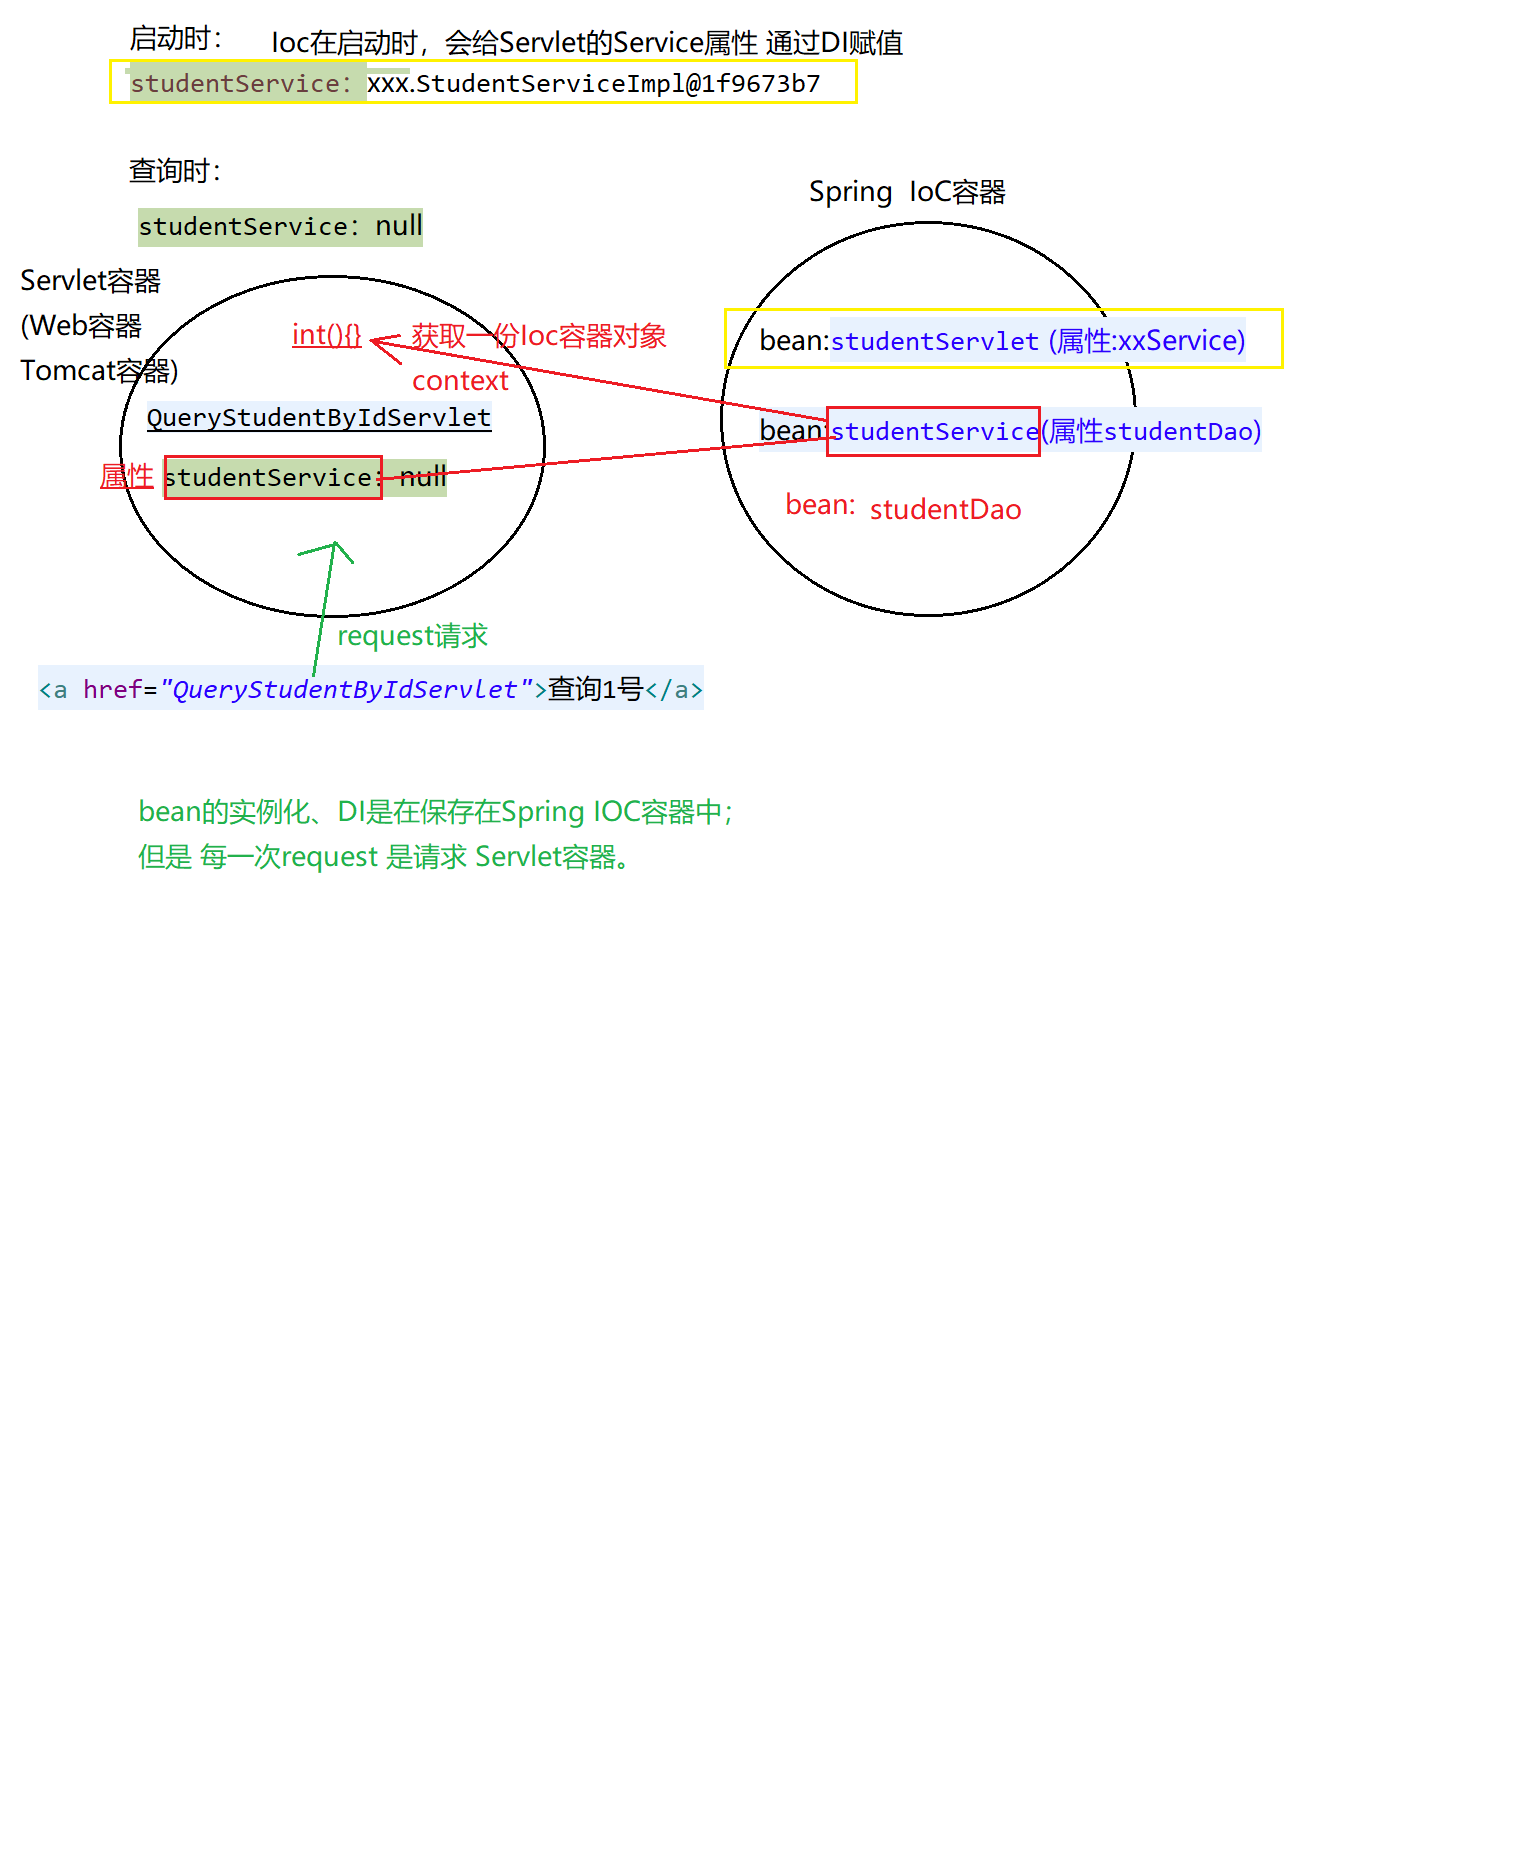 启动时：
Ioc在启动时，会给Servlet的Service属性 通过DI赋值
studentService：xxx.StudentServiceImpl@1f9673b7
查询时：
studentService：null
Spring IoC容器
Servlet容器
(Web容器
Tomcat容器)
int(){}
获取一份Ioc容器对象
context
bean:studentServlet (属性:xxService)
QueryStudentByIdServlet
bean:studentService(属性studentDao)
属性 studentService：null
bean: studentDao
request请求
<a href="QueryStudentByIdServlet">查询1号</a>
bean的实例化、DI是在保存在Spring IOC容器中；
但是 每一次request 是请求 Servlet容器。